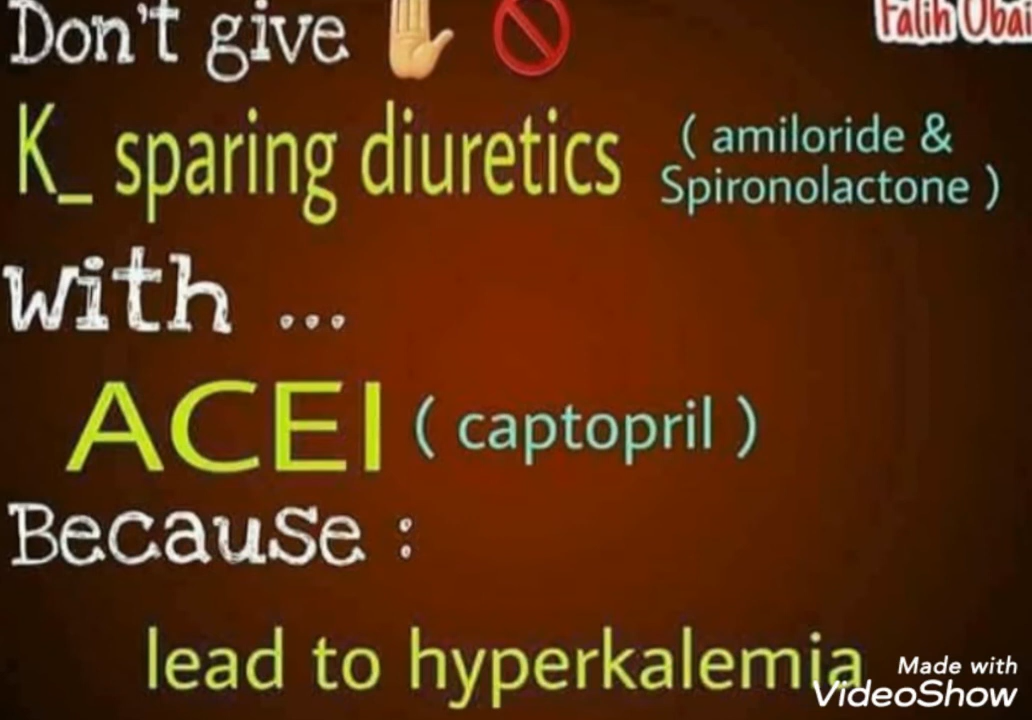 Don't give
Falih Obai
K_ sparing diuretics
( amiloride &
Spironolactone )
with ...
ACEI ( captopril )
Because :
lead to hyperkalemia
Made with
VideoShow